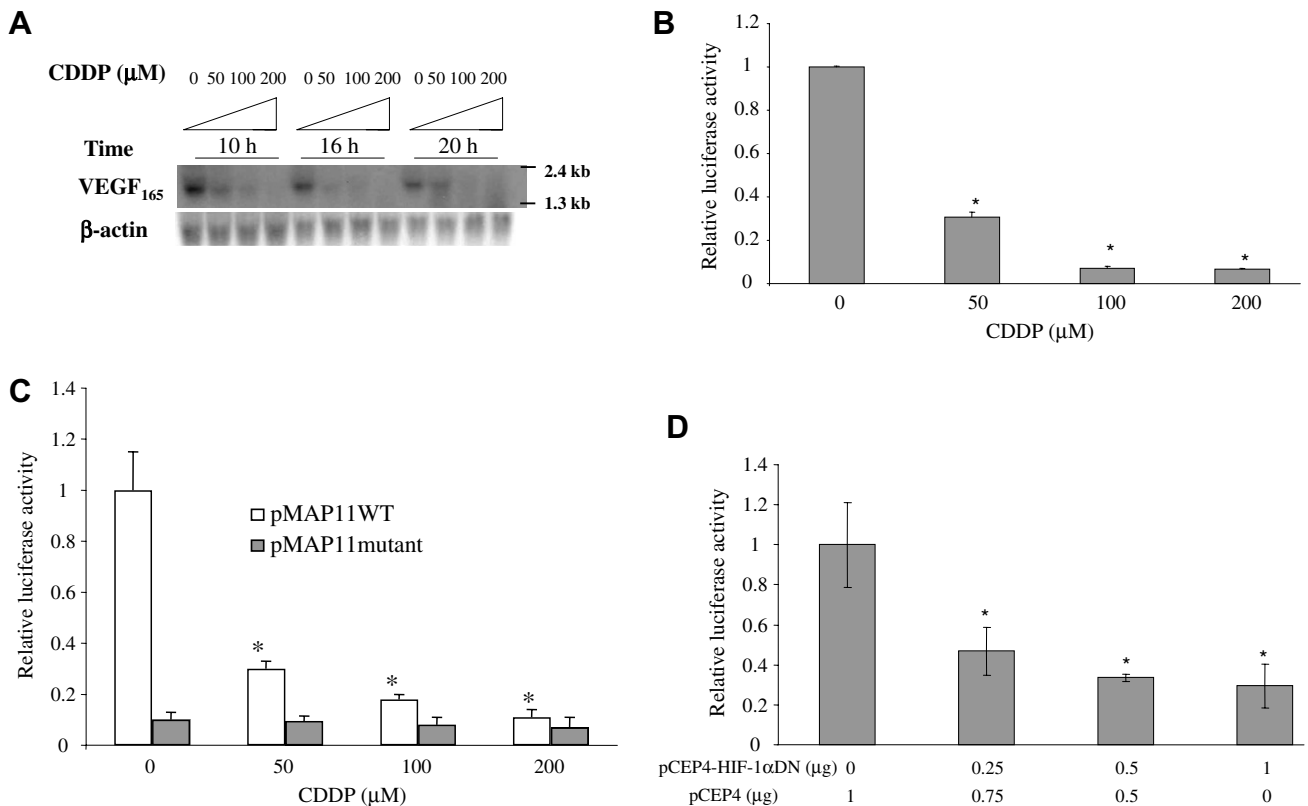 A
CDDP (μM) 0 50 100 200 0 50 100 200 0 50 100 200
Time 10 h 16 h 20 h
VEGF165 2.4 kb
1.3 kb
β-actin
B
Relative luciferase activity
1.2
1
0.8
0.6
0.4
0.2
0
* * *
0 50 100 200
CDDP (μM)
C
Relative luciferase activity
1.4
1.2
1
0.8
0.6
0.4
0.2
0
pMAP11WT
pMAP11mutant
* * *
0 50 100 200
CDDP (μM)
D
Relative luciferase activity
1.4
1.2
1
0.8
0.6
0.4
0.2
0
* * *
pCEP4-HIF-1αDN (μg) 0 0.25 0.5 1
pCEP4 (μg) 1 0.75 0.5 0